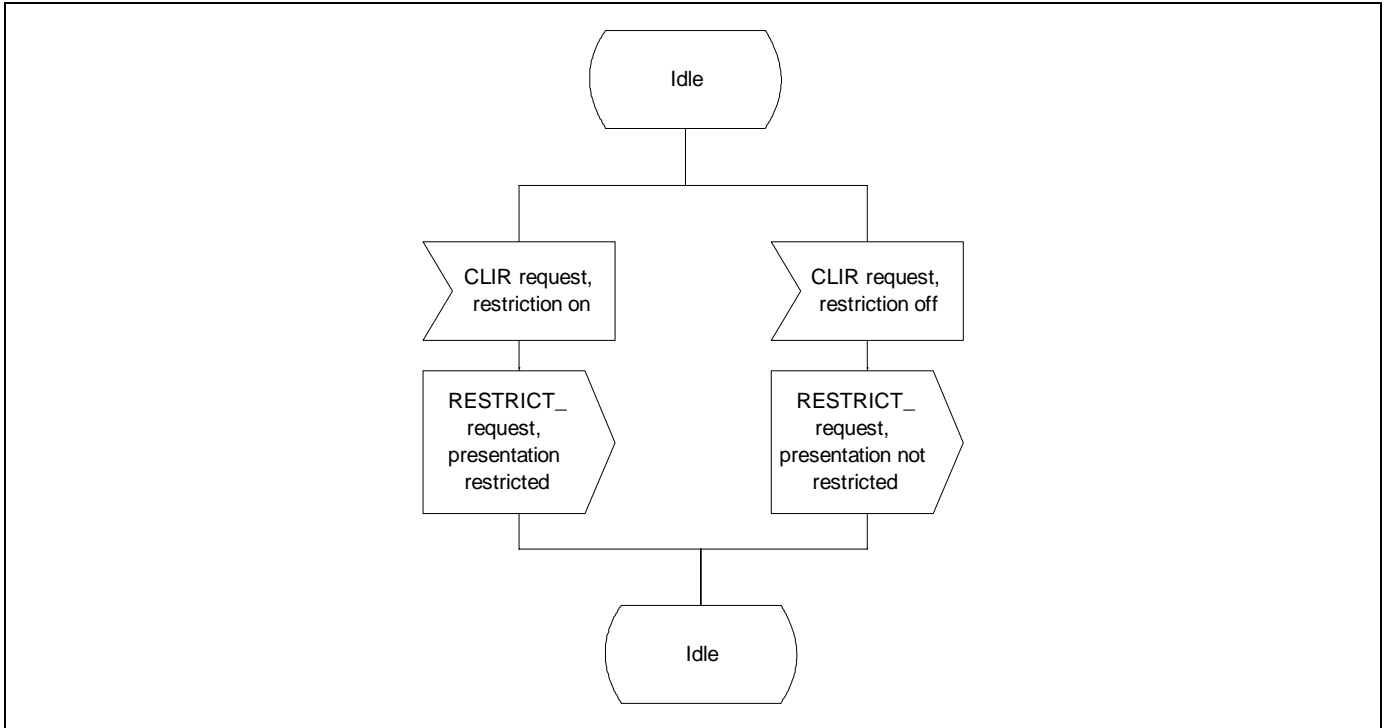 Idle
CLIR request,
restriction on
CLIR request,
restriction off
RESTRICT_
request,
presentation
restricted
RESTRICT_
request,
presentation not
restricted
Idle